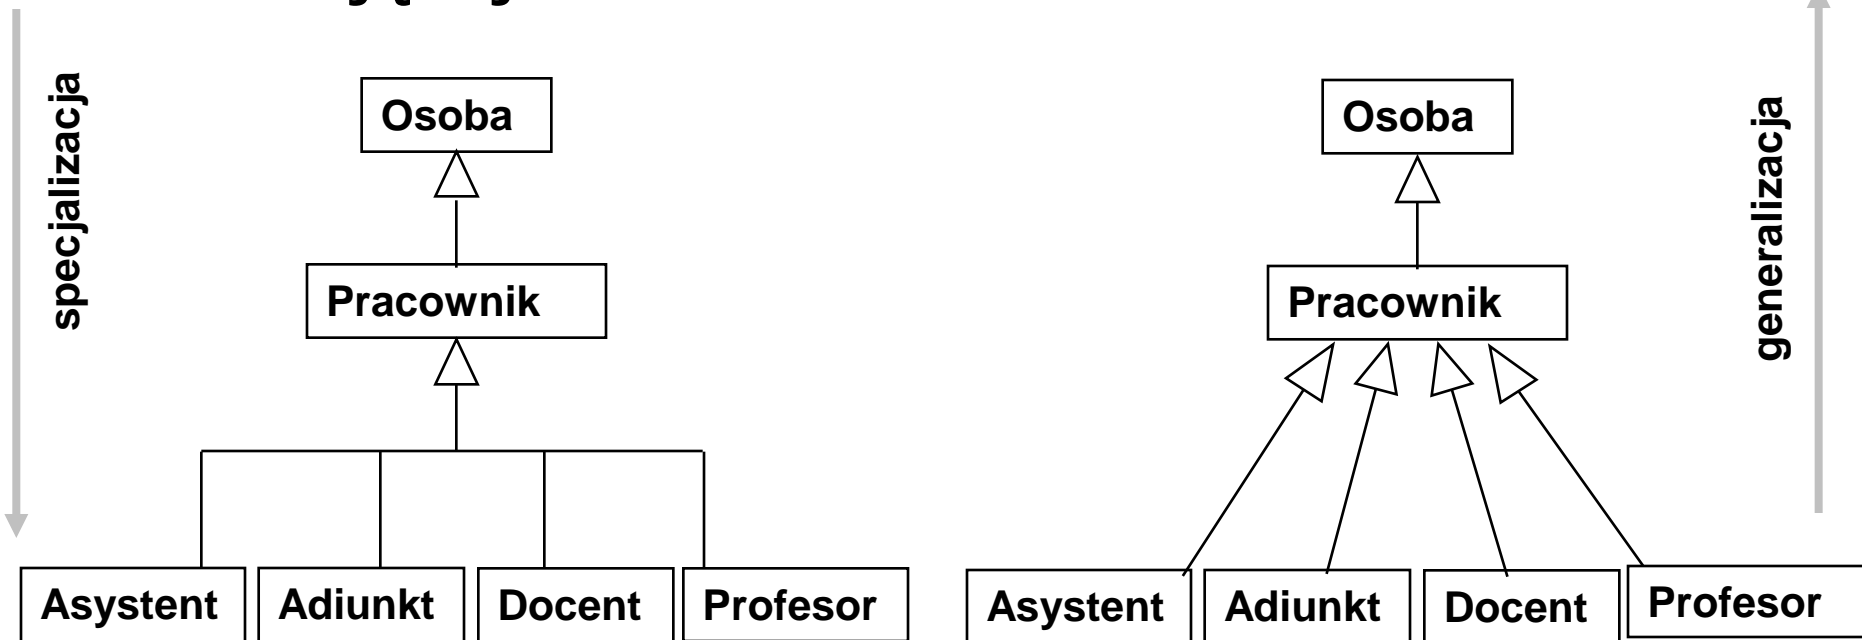 specjalizacja
Osoba
Pracownik
Asystent
Adiunkt
Docent
Profesor
Osoba
Pracownik
Asystent
Adiunkt
Docent
Profesor
generalizacja